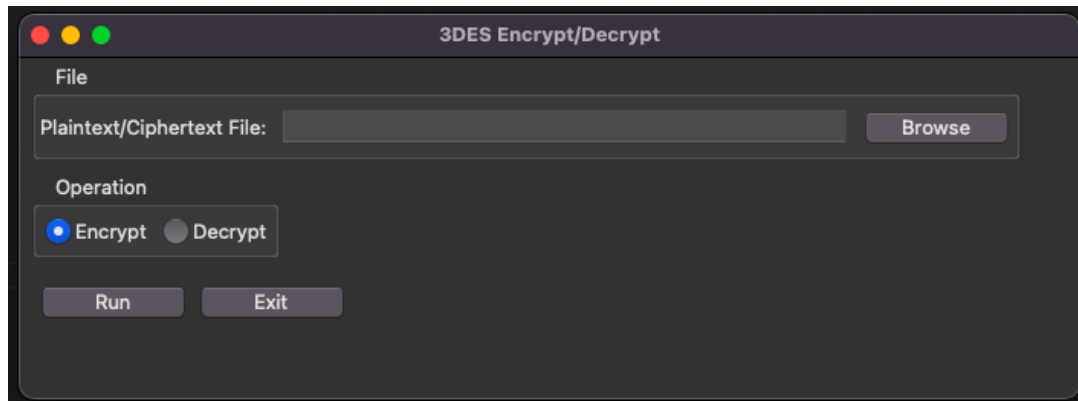 3DES Encrypt/Decrypt
File
Plaintext/Ciphertext File: Browse
Operation
Encrypt Decrypt
Run Exit